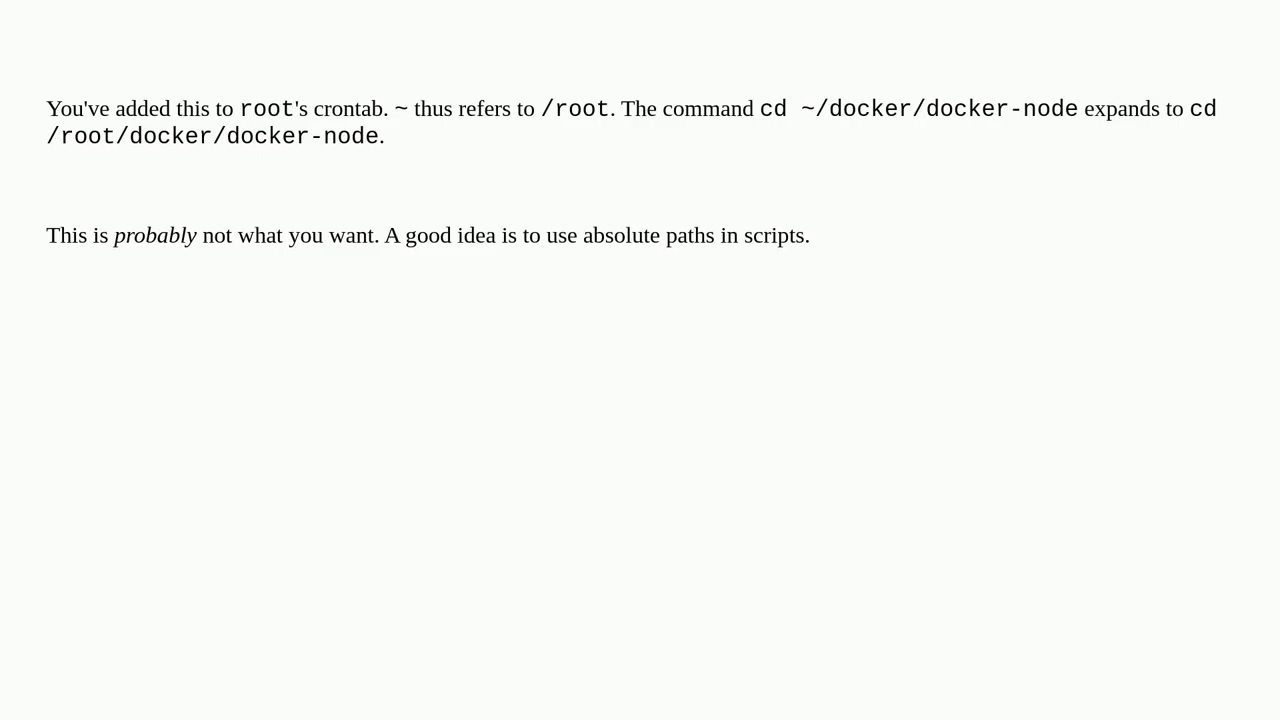 You've added this to root's crontab. ~ thus refers to /root. The command cd ~/docker/docker-node expands to cd
/root/docker/docker-node.
This is probably not what you want. A good idea is to use absolute paths in scripts.